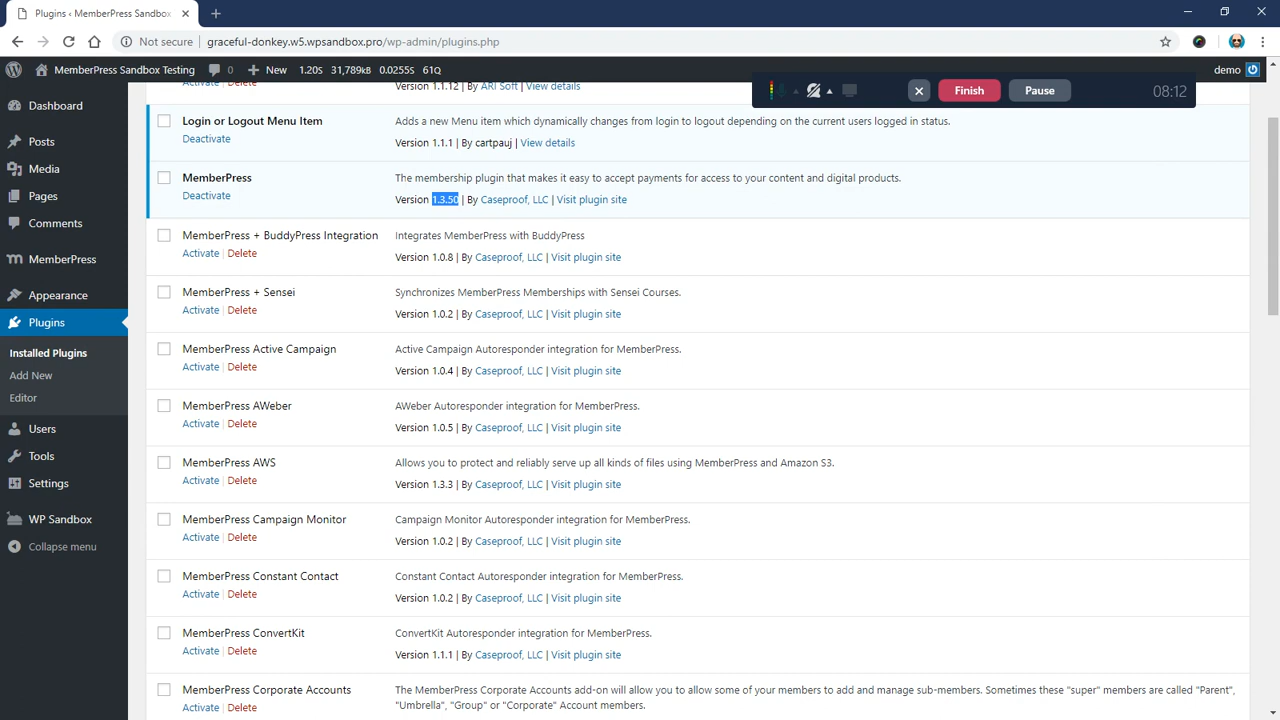 Plugins ‹ MemberPress Sandbox
Not secure graceful-donkey.w5.wpsandbox.pro/wp-admin/plugins.php
MemberPress Sandbox Testing 0 New 1.20S 31,789kB 0.0255S 61Q demo
Finish Pause 08:12
Dashboard
Posts
Media
Pages
Comments
MemberPress
Appearance
Plugins
Installed Plugins
Add New
Editor
Users
Tools
Settings
WP Sandbox
Collapse menu
Activate | Delete Version 1.1.12 | By ARI Soft | View details
Login or Logout Menu Item Adds a new Menu item which dynamically changes from login to logout depending on the current users logged in status.
Deactivate Version 1.1.1 | By cartpauj | View details
MemberPress The membership plugin that makes it easy to accept payments for access to your content and digital products.
Deactivate Version 1.3.50 | By Caseproof, LLC | Visit plugin site
MemberPress + BuddyPress Integration Integrates MemberPress with BuddyPress
Activate | Delete Version 1.0.8 | By Caseproof, LLC | Visit plugin site
MemberPress + Sensei Synchronizes MemberPress Memberships with Sensei Courses.
Activate | Delete Version 1.0.2 | By Caseproof, LLC | Visit plugin site
MemberPress Active Campaign Active Campaign Autoresponder integration for MemberPress.
Activate | Delete Version 1.0.4 | By Caseproof, LLC | Visit plugin site
MemberPress AWeber AWeber Autoresponder integration for MemberPress.
Activate | Delete Version 1.0.5 | By Caseproof, LLC | Visit plugin site
MemberPress AWS Allows you to protect and reliably serve up all kinds of files using MemberPress and Amazon S3.
Activate | Delete Version 1.3.3 | By Caseproof, LLC | Visit plugin site
MemberPress Campaign Monitor Campaign Monitor Autoresponder integration for MemberPress.
Activate | Delete Version 1.0.2 | By Caseproof, LLC | Visit plugin site
MemberPress Constant Contact Constant Contact Autoresponder integration for MemberPress.
Activate | Delete Version 1.0.2 | By Caseproof, LLC | Visit plugin site
MemberPress ConvertKit ConvertKit Autoresponder integration for MemberPress.
Activate | Delete Version 1.1.1 | By Caseproof, LLC | Visit plugin site
MemberPress Corporate Accounts The MemberPress Corporate Accounts add-on will allow you to allow some of your members to add and manage sub-members. Sometimes these "super" members are called "Parent",
Activate | Delete "Umbrella", "Group" or "Corporate" Account members.